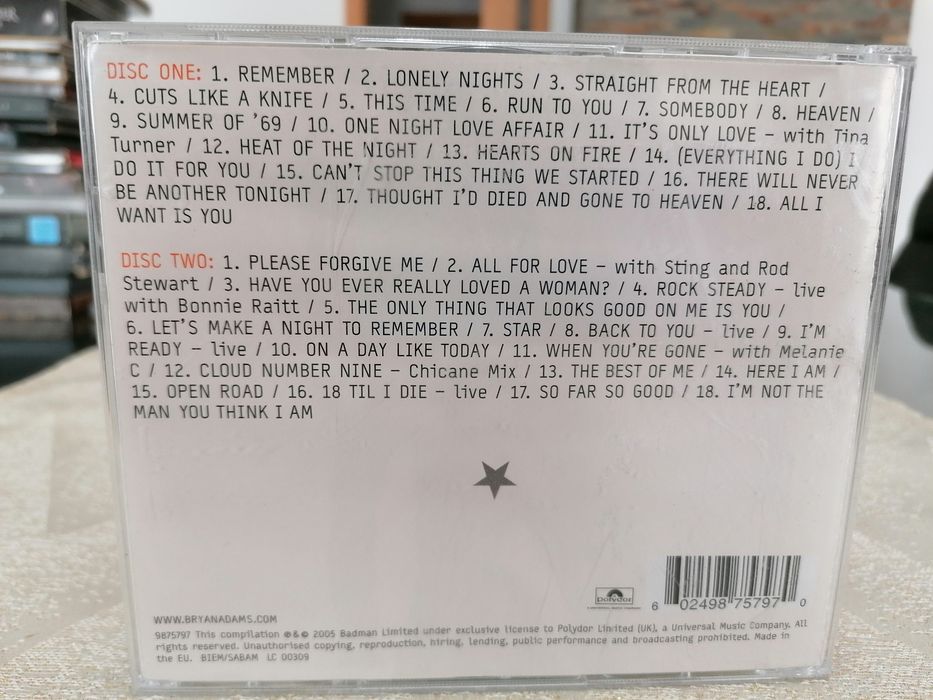 DISC ONE: 1. REMEMBER / 2. LONELY NIGHTS / 3. STRAIGHT FROM THE HEART /
4. CUTS LIKE A KNIFE / 5. THIS TIME / 6. RUN TO YOU / 7. SOMEBODY / 8. HEAVEN /
9. SUMMER OF '69 / 10. ONE NIGHT LOVE AFFAIR / 11. IT'S ONLY LOVE – with Tina
Turner / 12. HEAT OF THE NIGHT / 13. HEARTS ON FIRE / 14. (EVERYTHING I DO) I
DO IT FOR YOU / 15. CAN'T STOP THIS THING WE STARTED / 16. THERE WILL NEVER
BE ANOTHER TONIGHT / 17. THOUGHT I'D DIED AND GONE TO HEAVEN / 18. ALL I
WANT IS YOU
DISC TWO: 1. PLEASE FORGIVE ME / 2. ALL FOR LOVE – with Sting and Rod
Stewart / 3. HAVE YOU EVER REALLY LOVED A WOMAN? / 4. ROCK STEADY – live
with Bonnie Raitt / 5. THE ONLY THING THAT LOOKS GOOD ON ME IS YOU /
6. LET'S MAKE A NIGHT TO REMEMBER / 7. STAR / 8. BACK TO YOU – live / 9. I'M
READY – live / 10. ON A DAY LIKE TODAY / 11. WHEN YOU'RE GONE – with Melanie
C / 12. CLOUD NUMBER NINE – Chicane Mix / 13. THE BEST OF ME / 14. HERE I AM /
15. OPEN ROAD / 16. 18 TIL I DIE – live / 17. SO FAR SO GOOD / 18. I'M NOT THE
MAN YOU THINK I AM
polydor
6 02498 75797 0
WWW.BRYANADAMS.COM
9875797 This compilation ℗&© 2005 Badman Limited under exclusive license to Polydor Limited (UK), a Universal Music Company. All
rights reserved. Unauthorised copying, reproduction, hiring, lending, public performance and broadcasting prohibited. Made in
the EU. BIEM/SABAM LC 00309